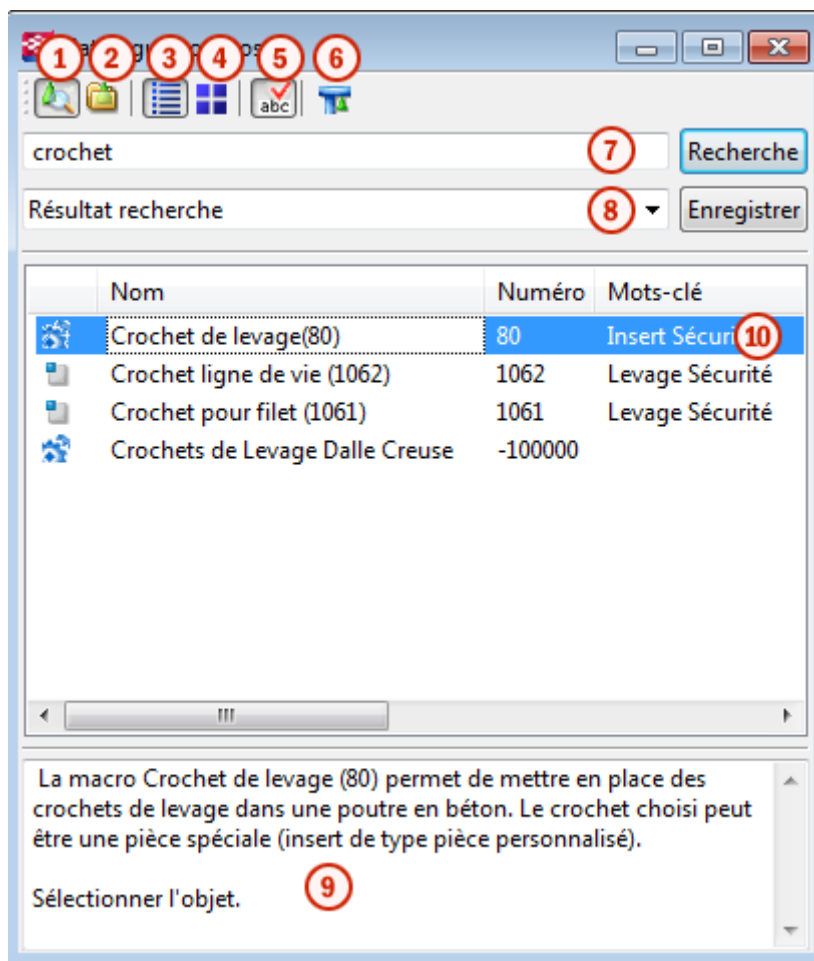 1 2 3 4 5 6
abc
crochet 7 Recherche
Résultat recherche 8 Enregistrer
Nom Numéro Mots-clé
Crochet de levage(80) 80 Insert Sécuri 10
Crochet ligne de vie (1062) 1062 Levage Sécurité
Crochet pour filet (1061) 1061 Levage Sécurité
Crochets de Levage Dalle Creuse -100000
La macro Crochet de levage (80) permet de mettre en place des
crochets de levage dans une poutre en béton. Le crochet choisi peut
être une pièce spéciale (insert de type pièce personnalisé).
Sélectionner l'objet. 9